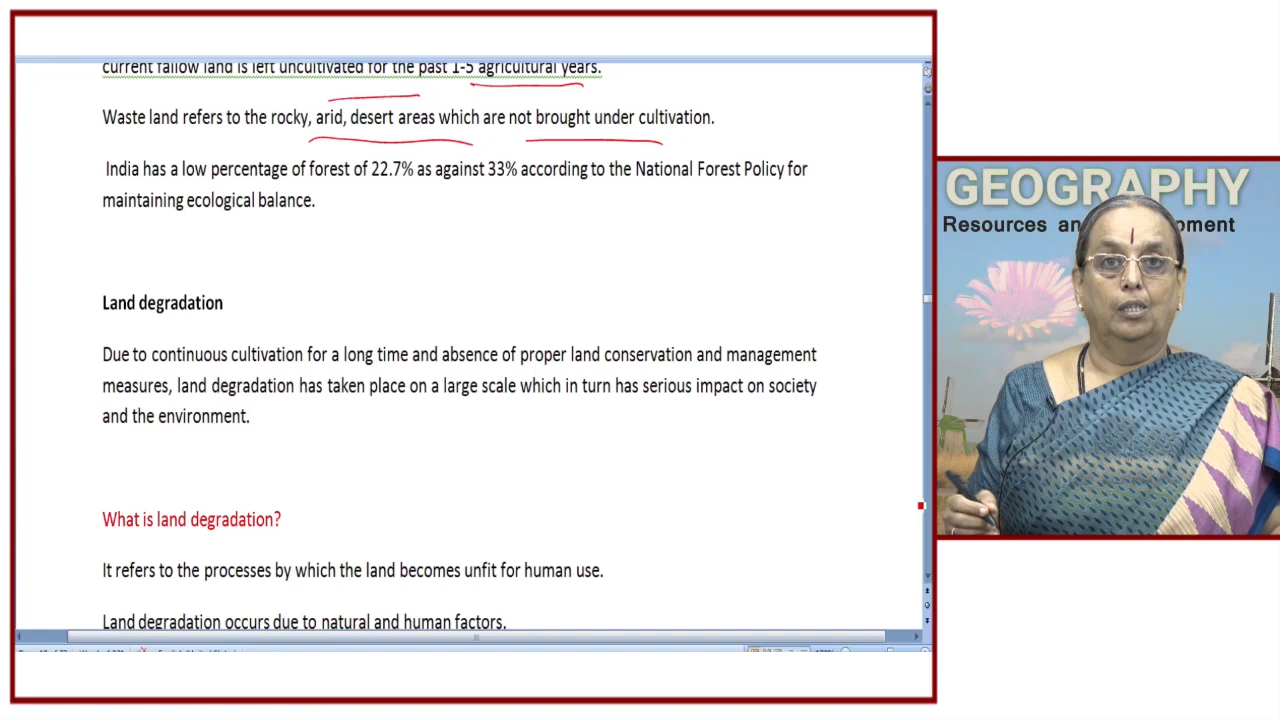 current fallow land is left uncultivated for the past 1-5 agricultural years.
Waste land refers to the rocky, arid, desert areas which are not brought under cultivation.
India has a low percentage of forest of 22.7% as against 33% according to the National Forest Policy for
maintaining ecological balance.
Land degradation
Due to continuous cultivation for a long time and absence of proper land conservation and management
measures, land degradation has taken place on a large scale which in turn has serious impact on society
and the environment.
What is land degradation?
It refers to the processes by which the land becomes unfit for human use.
Land degradation occurs due to natural and human factors.
GEOGRAPHY
Resources an pment